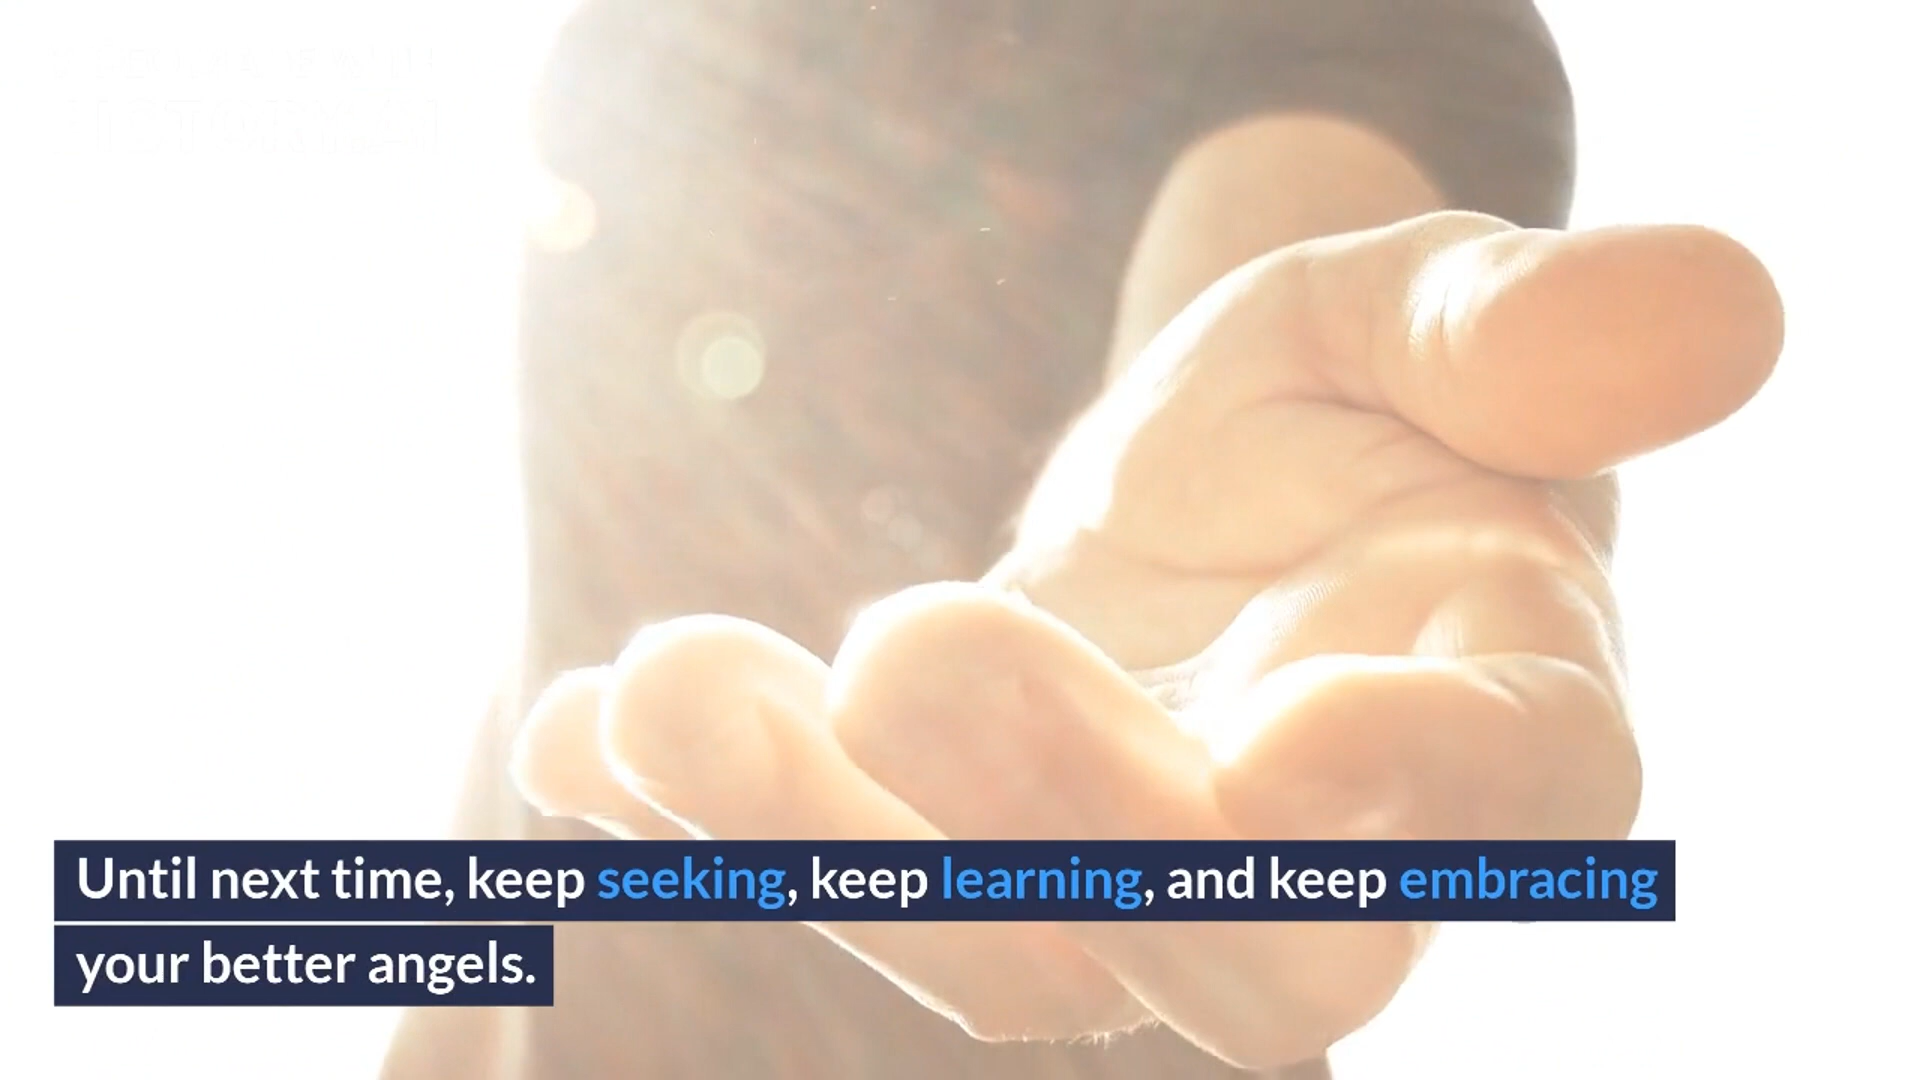 Until next time, keep seeking, keep learning, and keep embracing
your better angels.